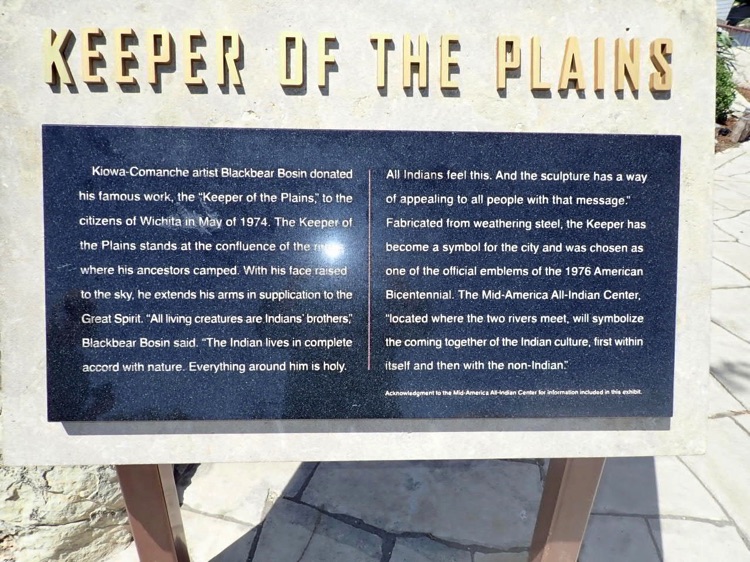 KEEPER OF THE PLAINS
Kiowa-Comanche artist Blackbear Bosin donated
his famous work, the “Keeper of the Plains,” to the
citizens of Wichita in May of 1974. The Keeper of
the Plains stands at the confluence of the rivers
where his ancestors camped. With his face raised
to the sky, he extends his arms in supplication to the
Great Spirit. “All living creatures are Indians’ brothers,”
Blackbear Bosin said. “The Indian lives in complete
accord with nature. Everything around him is holy.
All Indians feel this. And the sculpture has a way
of appealing to all people with that message.”
Fabricated from weathering steel, the Keeper has
become a symbol for the city and was chosen as
one of the official emblems of the 1976 American
Bicentennial. The Mid-America All-Indian Center,
“located where the two rivers meet, will symbolize
the coming together of the Indian culture, first within
itself and then with the non-Indian.”
Acknowledgment to the Mid-America All-Indian Center for information included in this exhibit.